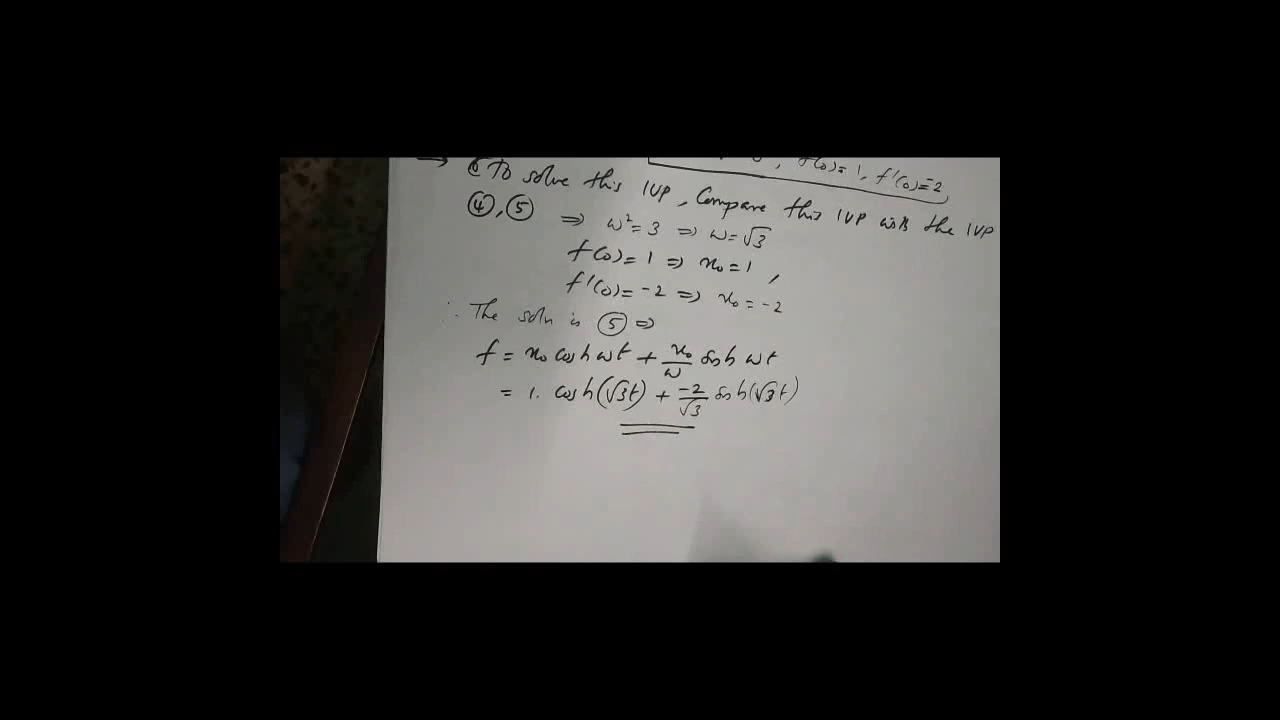 f(0)=1, f'(0)=-2
→ To solve this IVP, Compare this IVP with the IVP
④,⑤ ⇒ ω²=3 ⇒ ω=√3
f(0)=1 ⇒ x₀=1,
f'(0)=-2 ⇒ x₀=-2
∴ The soln is ⑤ ⇒
f = x₀ cosh ωt + x₀/ω sinh ωt
= 1. cosh(√3t) + -2/√3 sinh(√3t)